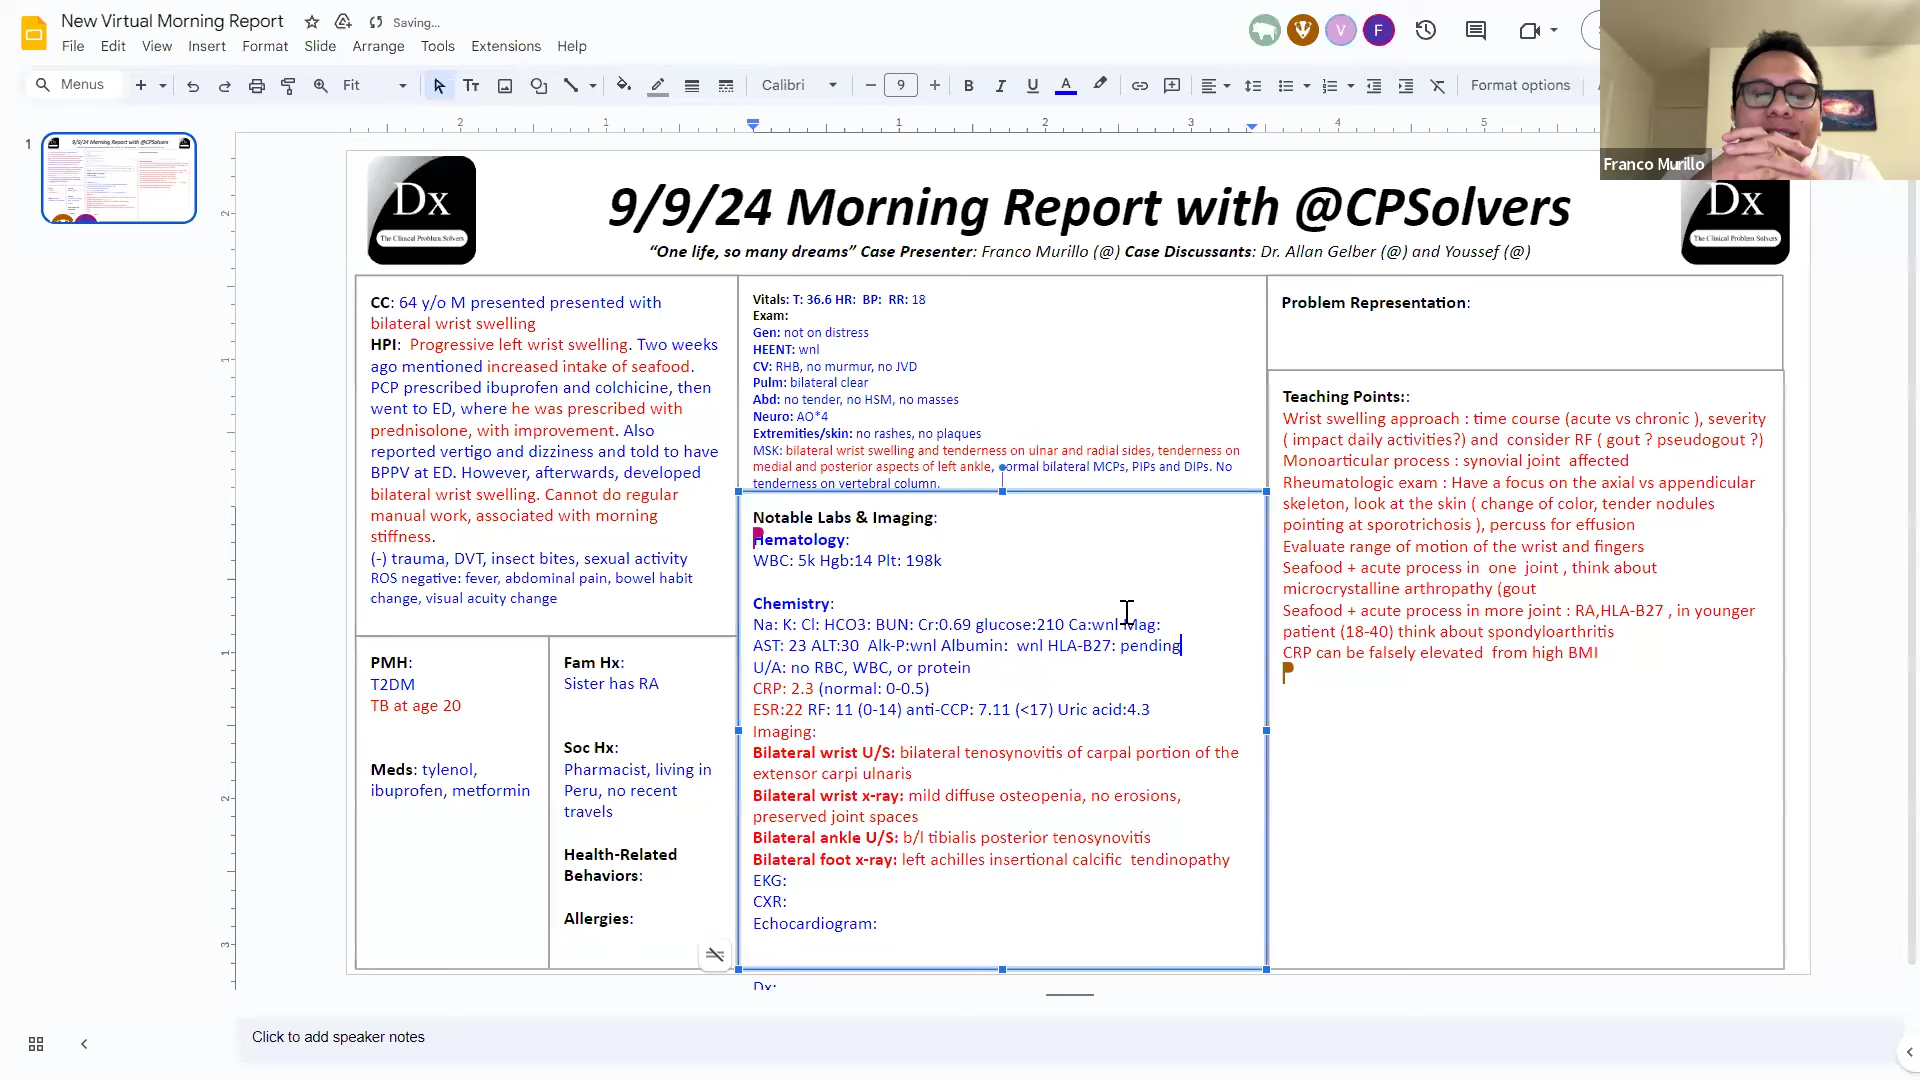 New Virtual Morning Report
Saving...
File Edit View Insert Format Slide Arrange Tools Extensions Help
V F
Menus
Fit
Calibri
9
Format options
Franco Murillo
2 1 1 2 3 4 5
1
Dx
The Clinical Problem Solvers
9/9/24 Morning Report with @CPSolvers
Dx
The Clinical Problem Solvers
"One life, so many dreams" Case Presenter: Franco Murillo (@) Case Discussants: Dr. Allan Gelber (@) and Youssef (@)
CC: 64 y/o M presented presented with
bilateral wrist swelling
HPI: Progressive left wrist swelling. Two weeks
ago mentioned increased intake of seafood.
PCP prescribed ibuprofen and colchicine, then
went to ED, where he was prescribed with
prednisolone, with improvement. Also
reported vertigo and dizziness and told to have
BPPV at ED. However, afterwards, developed
bilateral wrist swelling. Cannot do regular
manual work, associated with morning
stiffness.
(-) trauma, DVT, insect bites, sexual activity
ROS negative: fever, abdominal pain, bowel habit
change, visual acuity change
PMH:
T2DM
TB at age 20
Meds: tylenol,
ibuprofen, metformin
Fam Hx:
Sister has RA
Soc Hx:
Pharmacist, living in
Peru, no recent
travels
Health-Related
Behaviors:
Allergies:
Vitals: T: 36.6 HR: BP: RR: 18
Exam:
Gen: not on distress
HEENT: wnl
CV: RHB, no murmur, no JVD
Pulm: bilateral clear
Abd: no tender, no HSM, no masses
Neuro: AO*4
Extremities/skin: no rashes, no plaques
MSK: bilateral wrist swelling and tenderness on ulnar and radial sides, tenderness on
medial and posterior aspects of left ankle, normal bilateral MCPs, PIPs and DIPs. No
tenderness on vertebral column.
Notable Labs & Imaging:
Hematology:
WBC: 5k Hgb:14 Plt: 198k
Chemistry:
Na: K: Cl: HCO3: BUN: Cr:0.69 glucose:210 Ca:wnl Mag:
AST: 23 ALT:30 Alk-P:wnl Albumin: wnl HLA-B27: pending
U/A: no RBC, WBC, or protein
CRP: 2.3 (normal: 0-0.5)
ESR:22 RF: 11 (0-14) anti-CCP: 7.11 (<17) Uric acid:4.3
Imaging:
Bilateral wrist U/S: bilateral tenosynovitis of carpal portion of the
extensor carpi ulnaris
Bilateral wrist x-ray: mild diffuse osteopenia, no erosions,
preserved joint spaces
Bilateral ankle U/S: b/l tibialis posterior tenosynovitis
Bilateral foot x-ray: left achilles insertional calcific tendinopathy
EKG:
CXR:
Echocardiogram:
Dx:
Problem Representation:
Teaching Points::
Wrist swelling approach : time course (acute vs chronic ), severity
( impact daily activities?) and consider RF ( gout ? pseudogout ?)
Monoarticular process : synovial joint affected
Rheumatologic exam : Have a focus on the axial vs appendicular
skeleton, look at the skin ( change of color, tender nodules
pointing at sporotrichosis ), percuss for effusion
Evaluate range of motion of the wrist and fingers
Seafood + acute process in one joint , think about
microcrystalline arthropathy (gout
Seafood + acute process in more joint : RA,HLA-B27 , in younger
patient (18-40) think about spondyloarthritis
CRP can be falsely elevated from high BMI
Click to add speaker notes